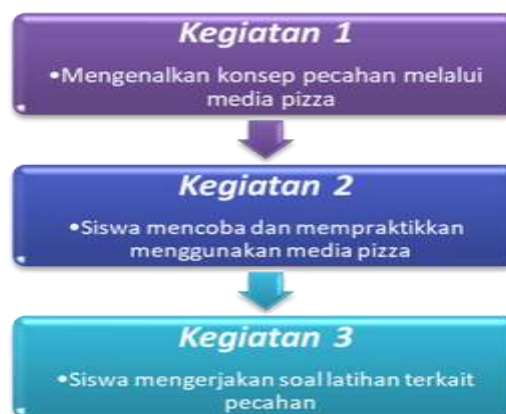 Kegiatan 1
•Mengenalkan konsep pecahan melalui
media pizza
Kegiatan 2
•Siswa mencoba dan mempraktikkan
menggunakan media pizza
Kegiatan 3
•Siswa mengerjakan soal latihan terkait
pecahan